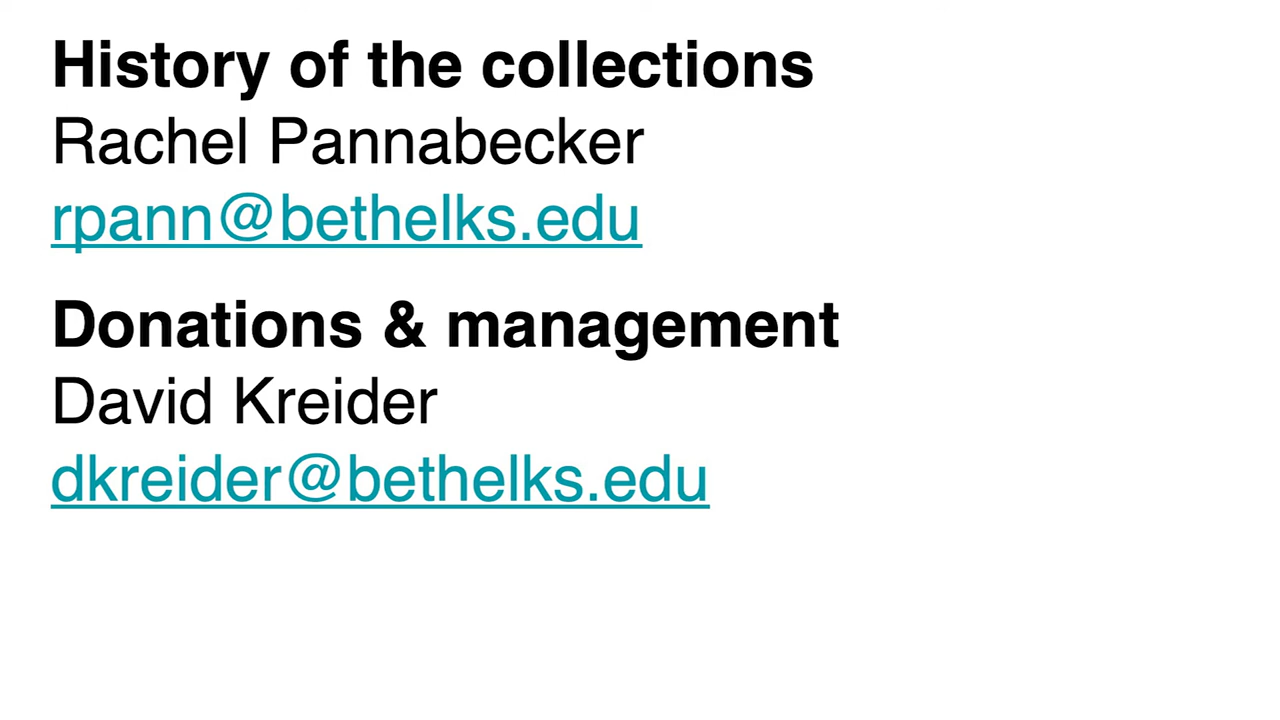 History of the collections
Rachel Pannabecker
rpann@bethelks.edu
Donations & management
David Kreider
dkreider@bethelks.edu